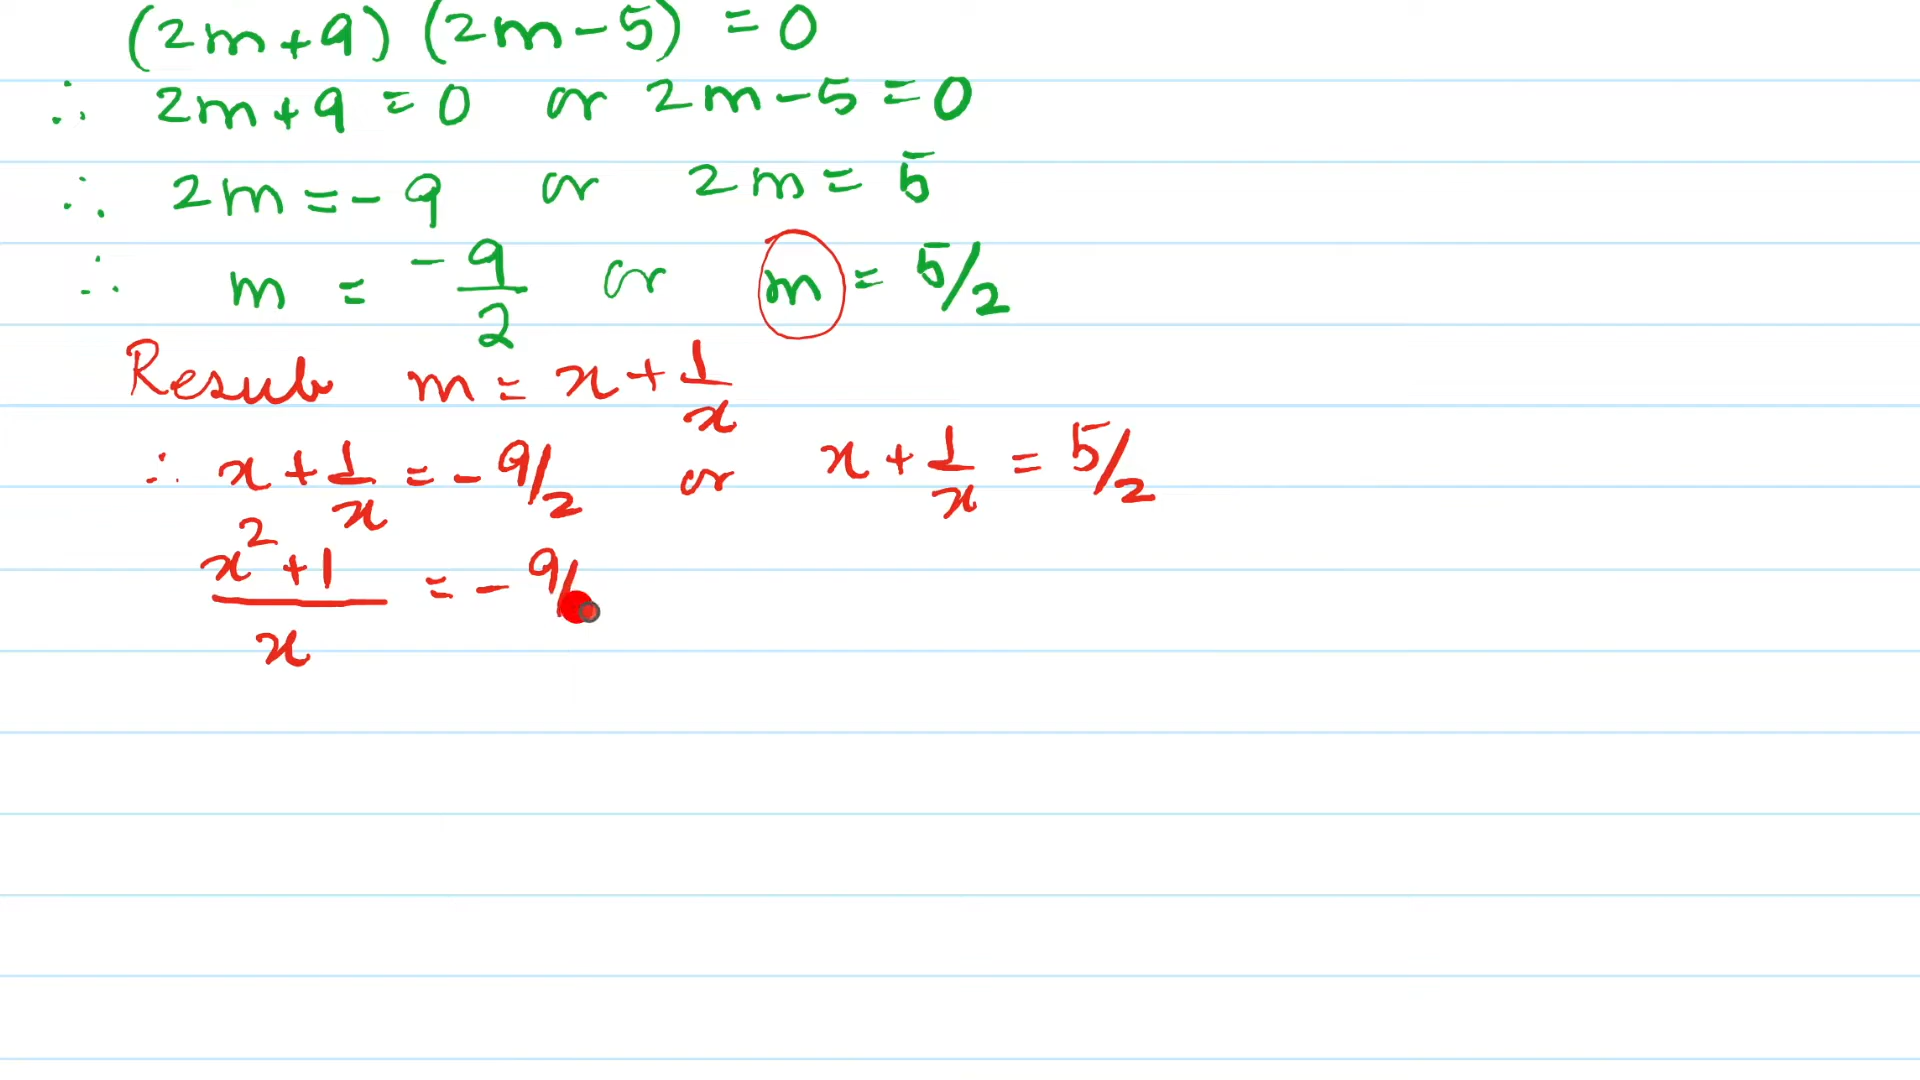 (2m+9) (2m-5) = 0
∴ 2m+9 = 0 or 2m-5 = 0
∴ 2m = -9 or 2m = 5
∴ m = -9/2 or m = 5/2
Resub m = x + 1/x
∴ x + 1/x = -9/2 or x + 1/x = 5/2
(x² + 1)/x = -9/